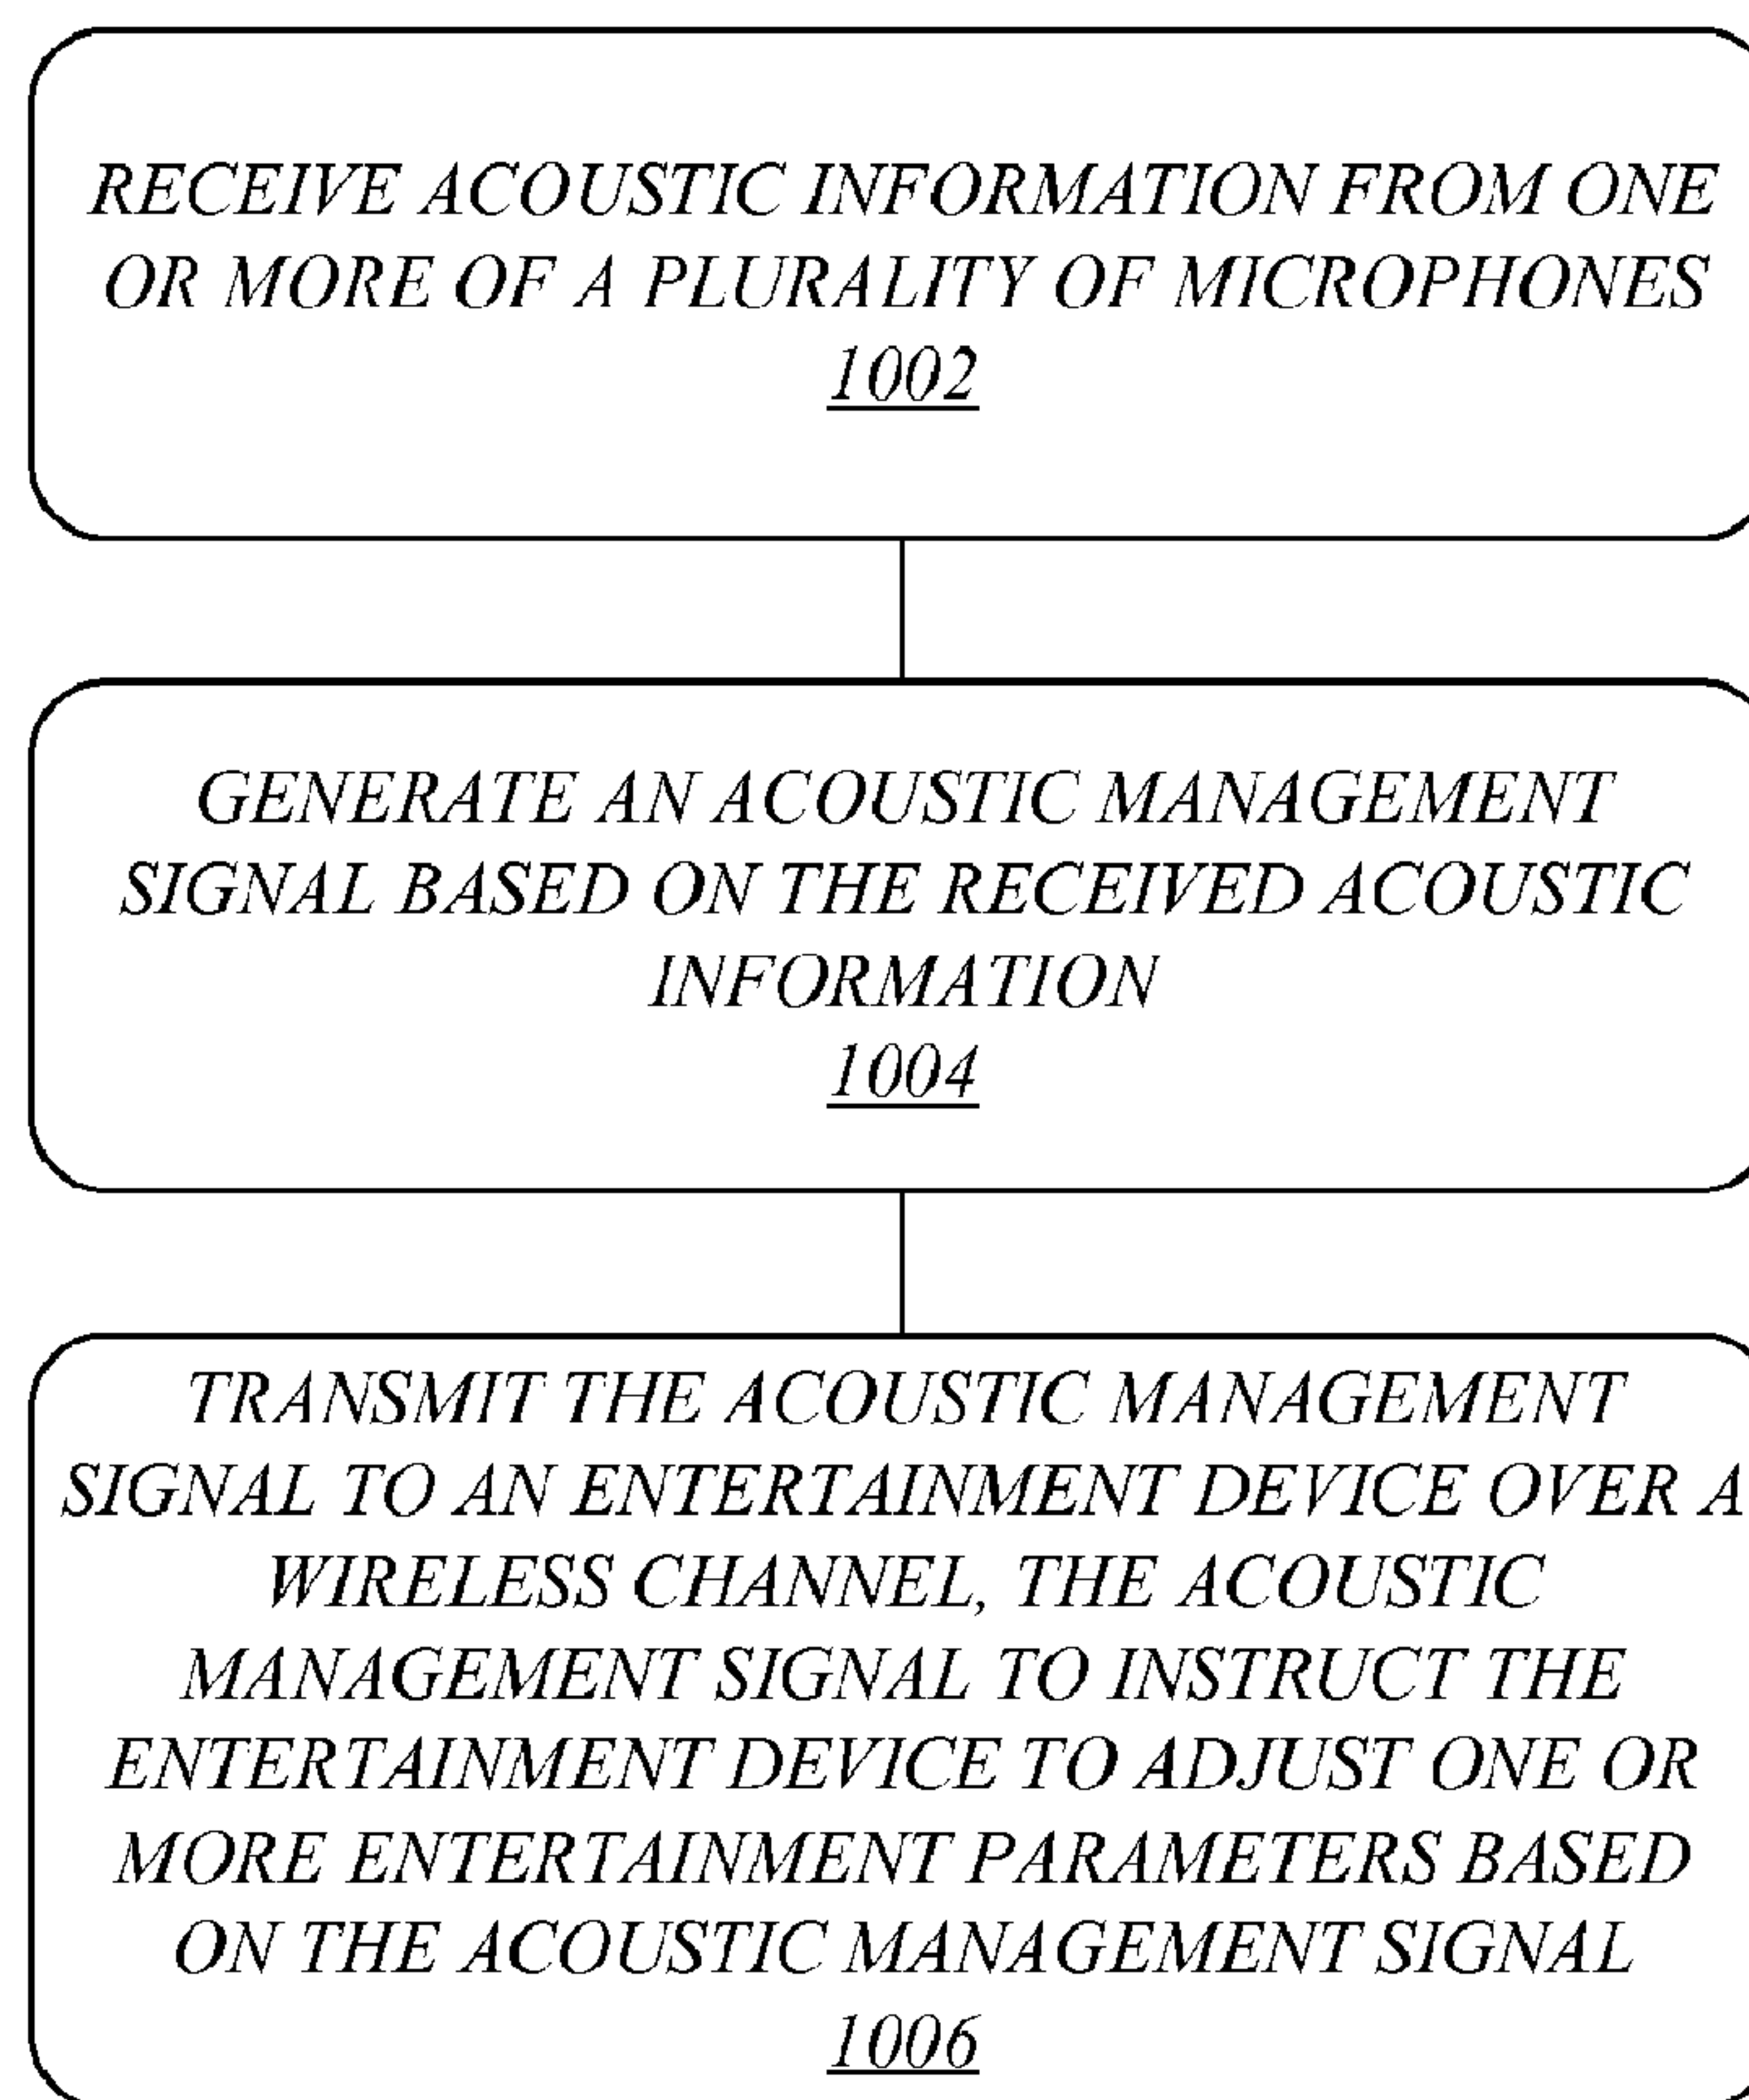 RECEIVE ACOUSTIC INFORMATION FROM ONE
OR MORE OF A PLURALITY OF MICROPHONES
1002
GENERATE AN ACOUSTIC MANAGEMENT
SIGNAL BASED ON THE RECEIVED ACOUSTIC
INFORMATION
1004
TRANSMIT THE ACOUSTIC MANAGEMENT
SIGNAL TO AN ENTERTAINMENT DEVICE OVER A
WIRELESS CHANNEL, THE ACOUSTIC
MANAGEMENT SIGNAL TO INSTRUCT THE
ENTERTAINMENT DEVICE TO ADJUST ONE OR
MORE ENTERTAINMENT PARAMETERS BASED
ON THE ACOUSTIC MANAGEMENT SIGNAL
1006